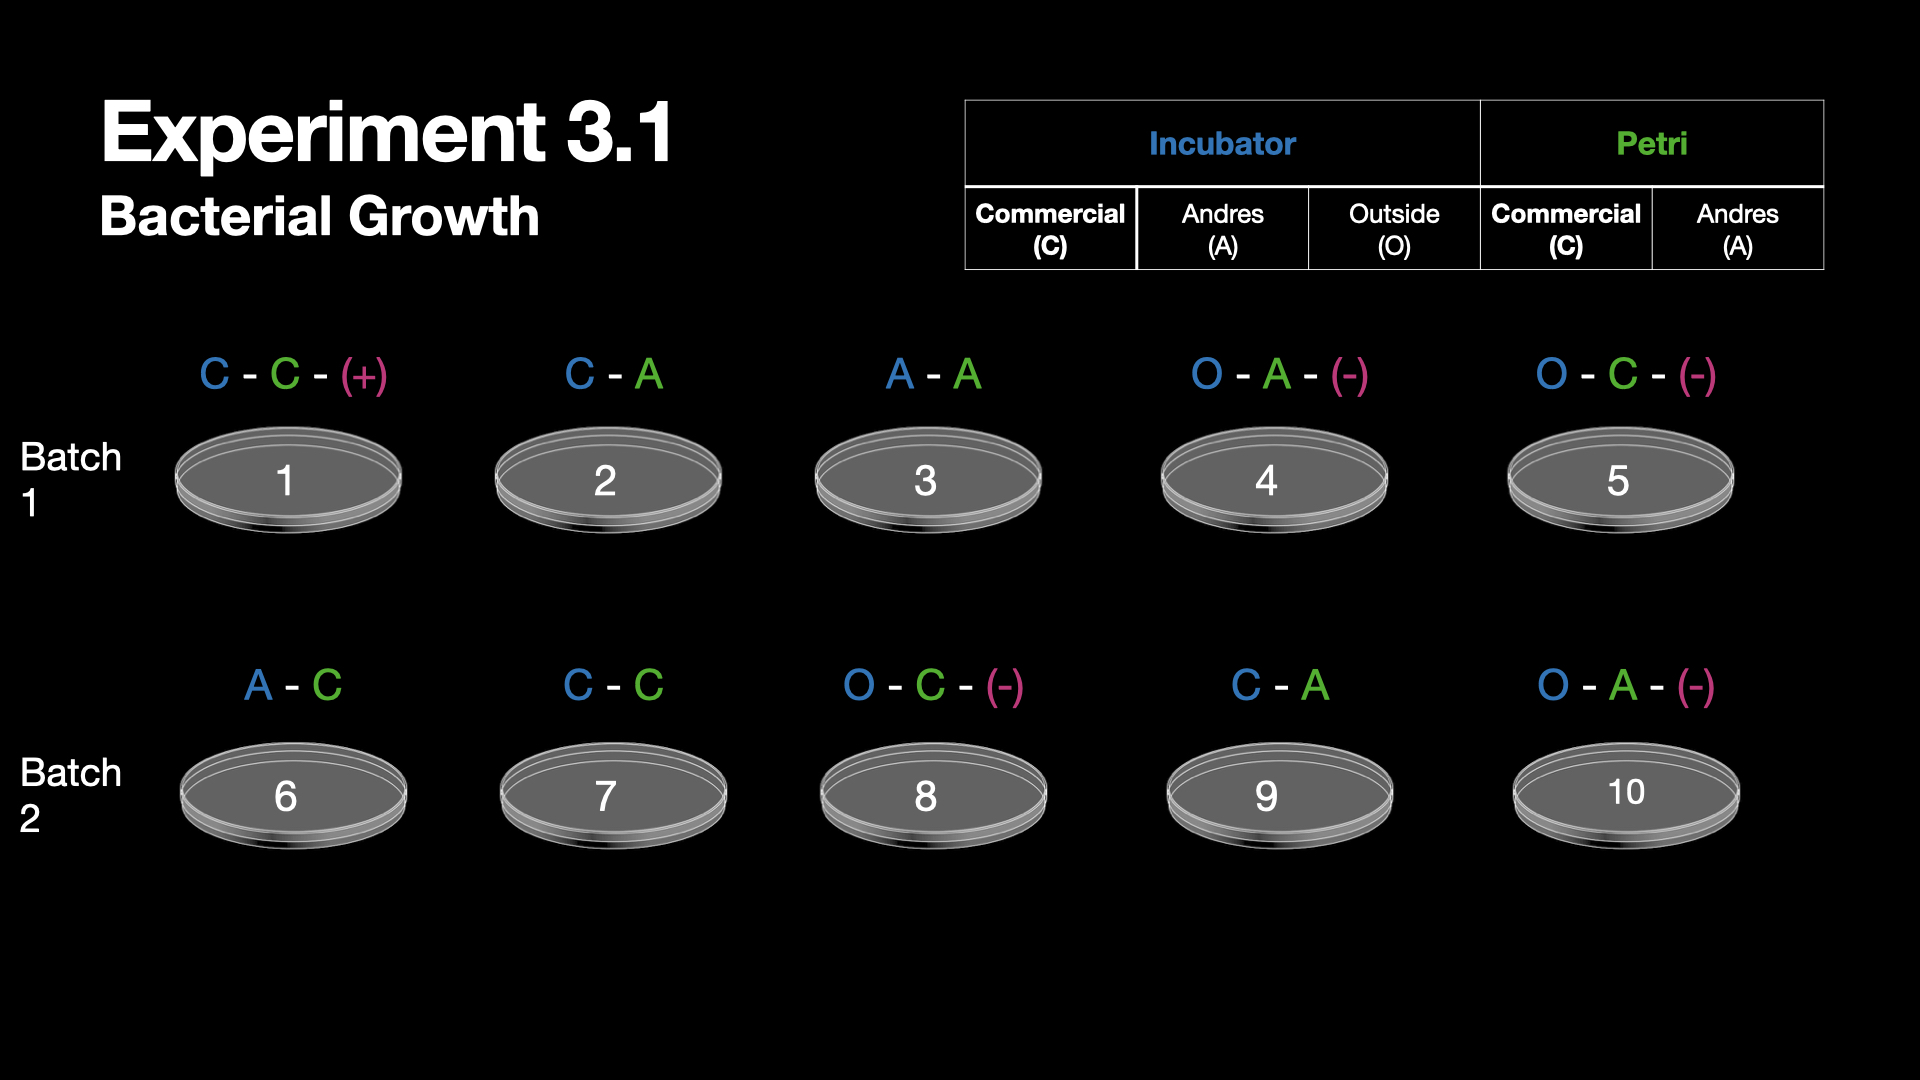 Experiment 3.1
Bacterial Growth
Incubator Petri
Commercial (C) Andres (A) Outside (O) Commercial (C) Andres (A)
C - C - (+) C - A A - A O - A - (-) O - C - (-)
Batch 1
1 2 3 4 5
A - C C - C O - C - (-) C - A O - A - (-)
Batch 2
6 7 8 9 10